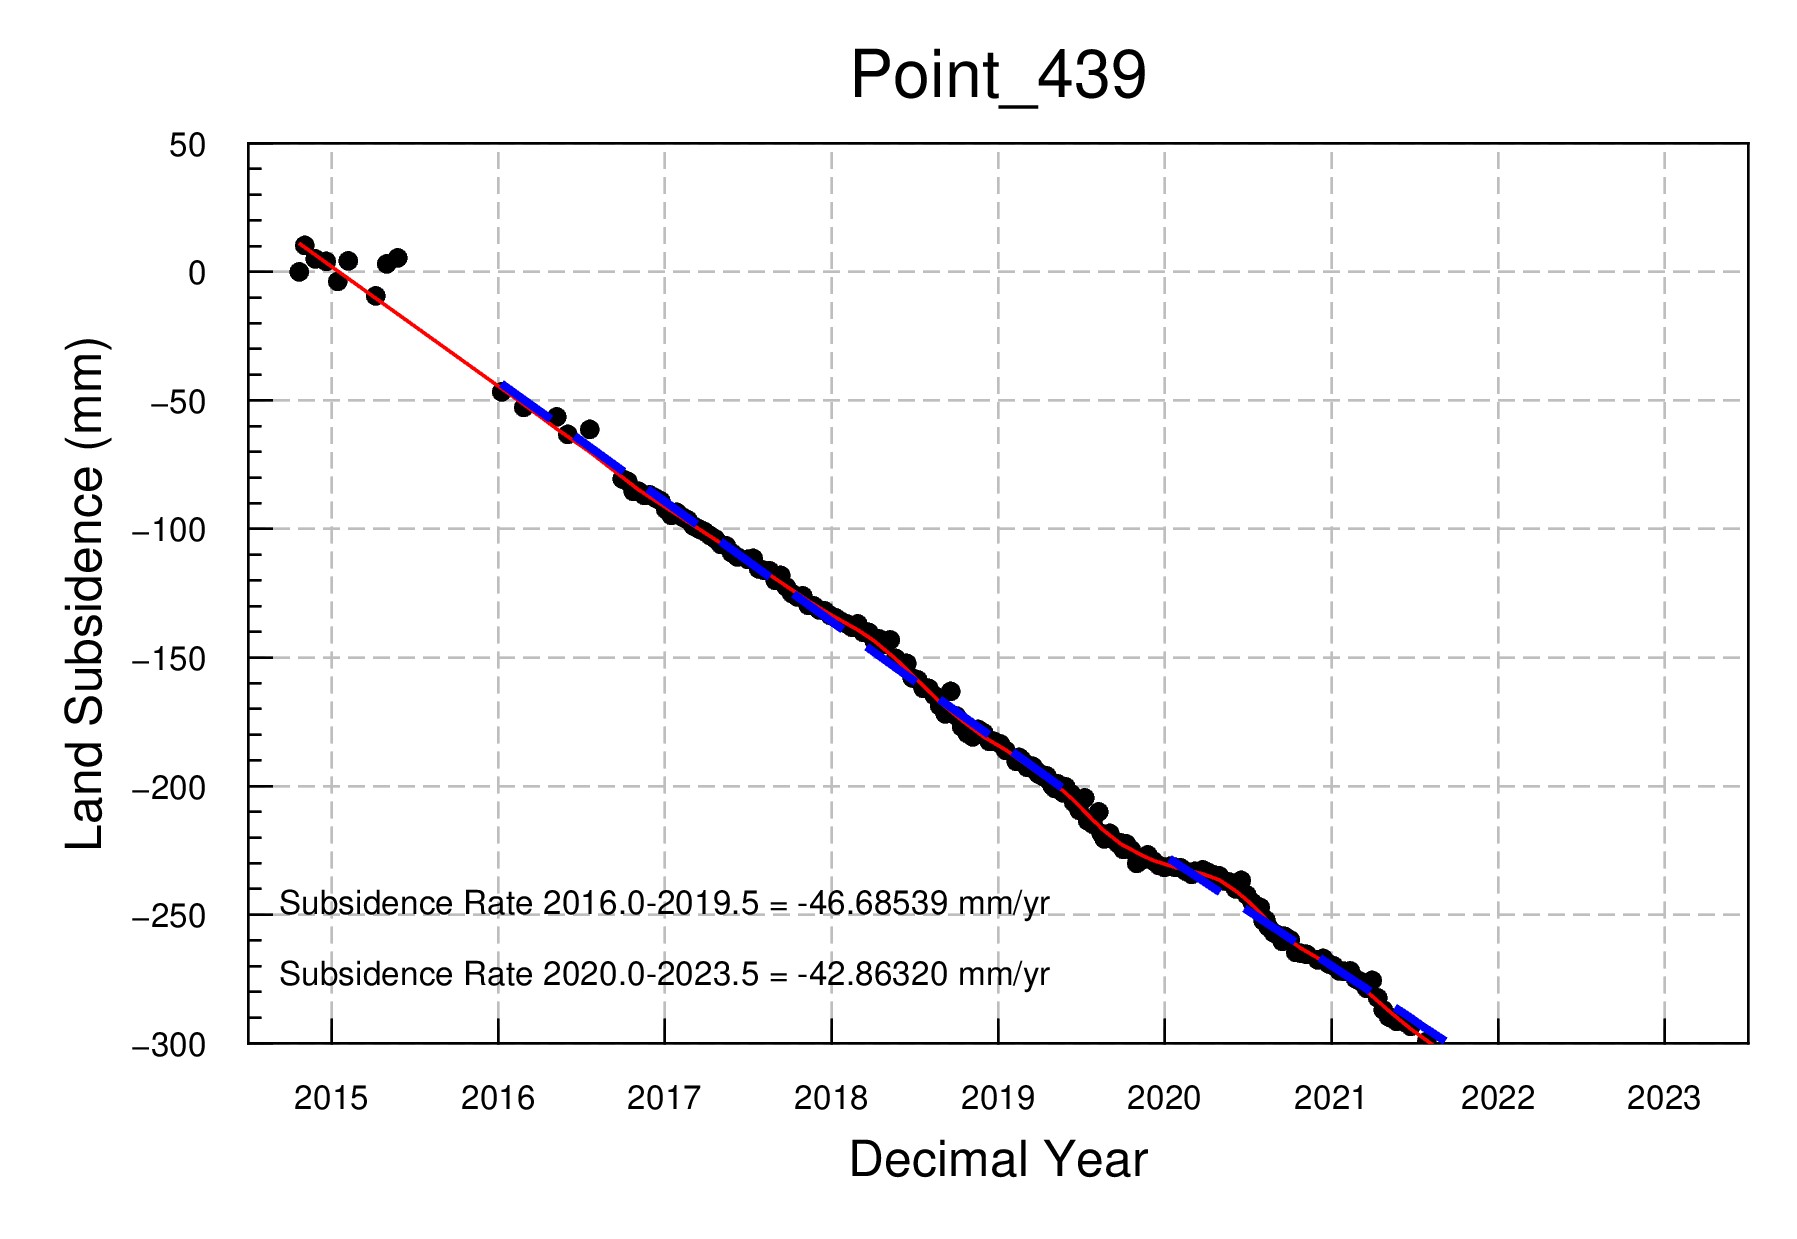 Point_439
50
0
−50
−100
−150
−200
−250
−300
Land Subsidence (mm)
Subsidence Rate 2016.0-2019.5 = -46.68539 mm/yr
Subsidence Rate 2020.0-2023.5 = -42.86320 mm/yr
2015 2016 2017 2018 2019 2020 2021 2022 2023
Decimal Year